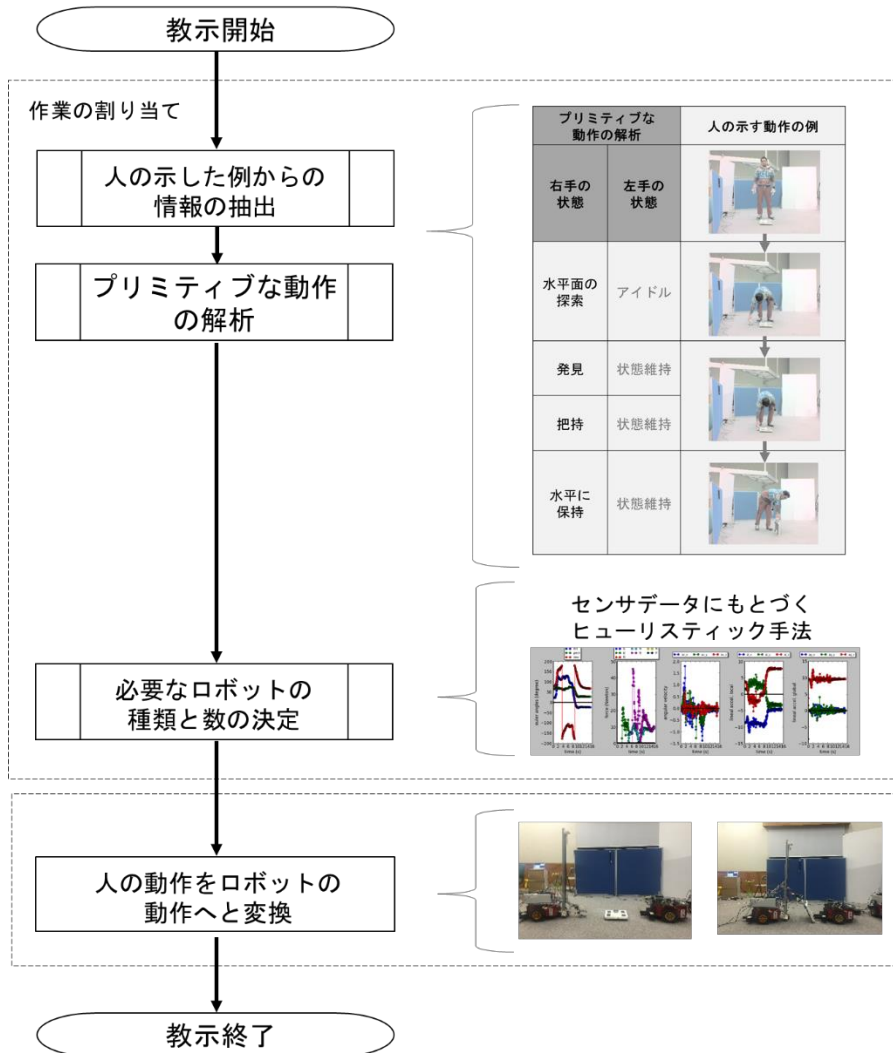 教示開始
作業の割り当て
人の示した例からの
情報の抽出
プリミティブな動作
の解析
プリミティブな
動作の解析
人の示す動作の例
右手の
状態
左手の
状態
水平面の
探索
アイドル
発見
状態維持
把持
状態維持
水平に
保持
状態維持
センサデータにもとづく
ヒューリスティック手法
必要なロボットの
種類と数の決定
time (s)
time (s)
time (s)
time (s)
time (s)
人の動作をロボットの
動作へと変換
教示終了